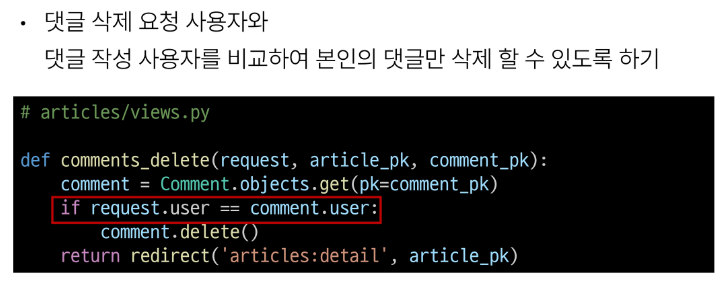 • 댓글 삭제 요청 사용자와
댓글 작성 사용자를 비교하여 본인의 댓글만 삭제 할 수 있도록 하기
# articles/views.py
def comments_delete(request, article_pk, comment_pk):
    comment = Comment.objects.get(pk=comment_pk)
    if request.user == comment.user:
        comment.delete()
    return redirect('articles:detail', article_pk)